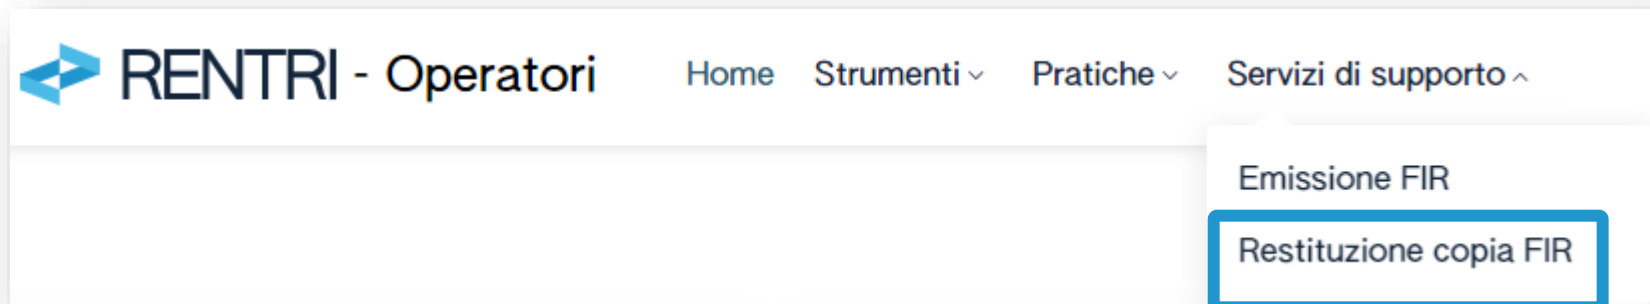 RENTRI - Operatori Home Strumenti Pratiche Servizi di supporto
Emissione FIR
Restituzione copia FIR